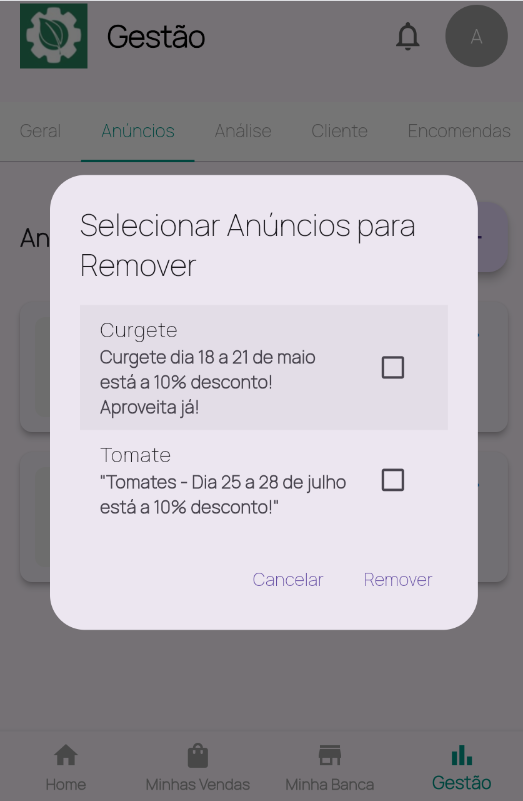 Gestão
A
Geral Anúncios Análise Cliente Encomendas
An
Selecionar Anúncios para
Remover
Curgete
Curgete dia 18 a 21 de maio
está a 10% desconto!
Aproveita já!
Tomate
"Tomates - Dia 25 a 28 de julho
está a 10% desconto!"
Cancelar Remover
Home Minhas Vendas Minha Banca Gestão